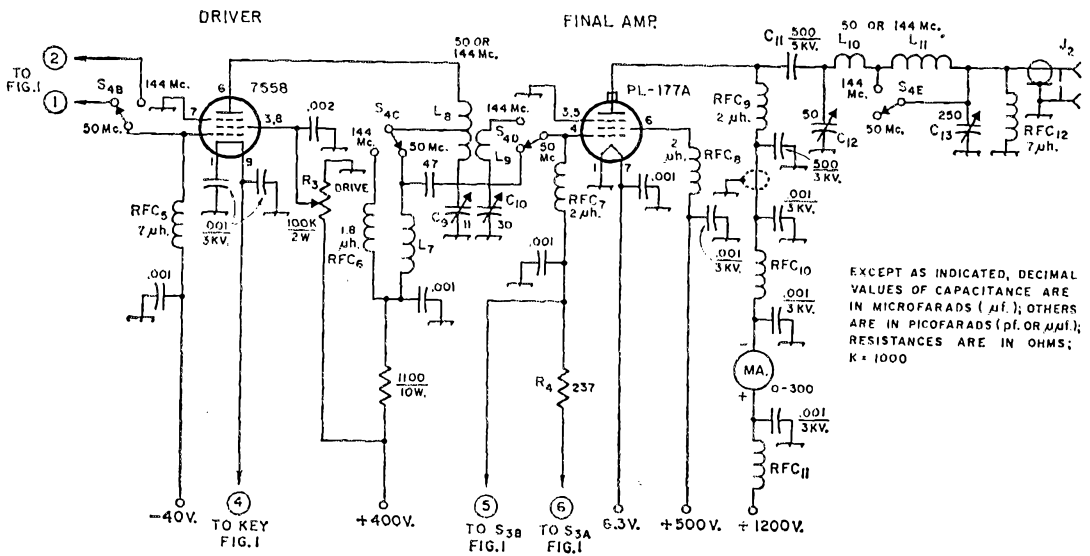 DRIVER
FINAL AMP.
TO
FIG.1
2
1
S4B
144 Mc.
50 Mc.
7
6
7558
3,8
1
9
.002
RFC5
7 µh.
.001
.001
3KV.
-40V.
4
TO KEY
FIG.1
R3
DRIVE
100K
2W
144
Mc.
S4C
50 Mc.
1.8
µh.
RFC6
L7
47
.001
1100
10W.
+400V.
50 OR
144 Mc.
L8
L9
C9
11
C10
30
144 Mc.
S4D
50
Mc
3,5
4
PL-177A
6
1
7
RFC7
2 µh.
.001
R4
237
5
TO S3B
FIG.1
6
TO S3A
FIG.1
.001
6.3V.
2
µh.
RFC8
.001
3KV.
+500V.
C11
500
5KV.
RFC9
2 µh.
500
3KV.
.001
3KV.
RFC10
.001
3KV.
-
MA.
0-300
+
.001
3KV.
RFC11
+1200V.
50 OR 144 Mc.
L10
L11
144
Mc.
S4E
50 Mc.
50
C12
250
C13
RFC12
7 µh.
J2
EXCEPT AS INDICATED, DECIMAL
VALUES OF CAPACITANCE ARE
IN MICROFARADS ( µf.); OTHERS
ARE IN PICOFARADS (pf. OR µµf.);
RESISTANCES ARE IN OHMS;
K = 1000